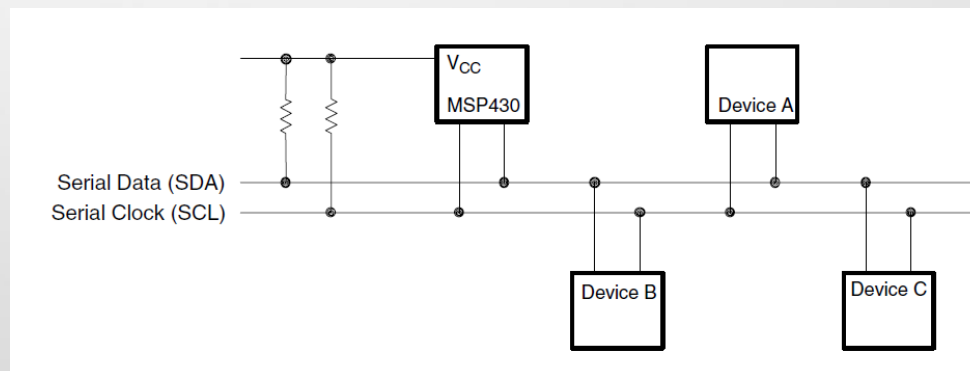 VCC
MSP430
Device A
Serial Data (SDA)
Serial Clock (SCL)
Device B
Device C